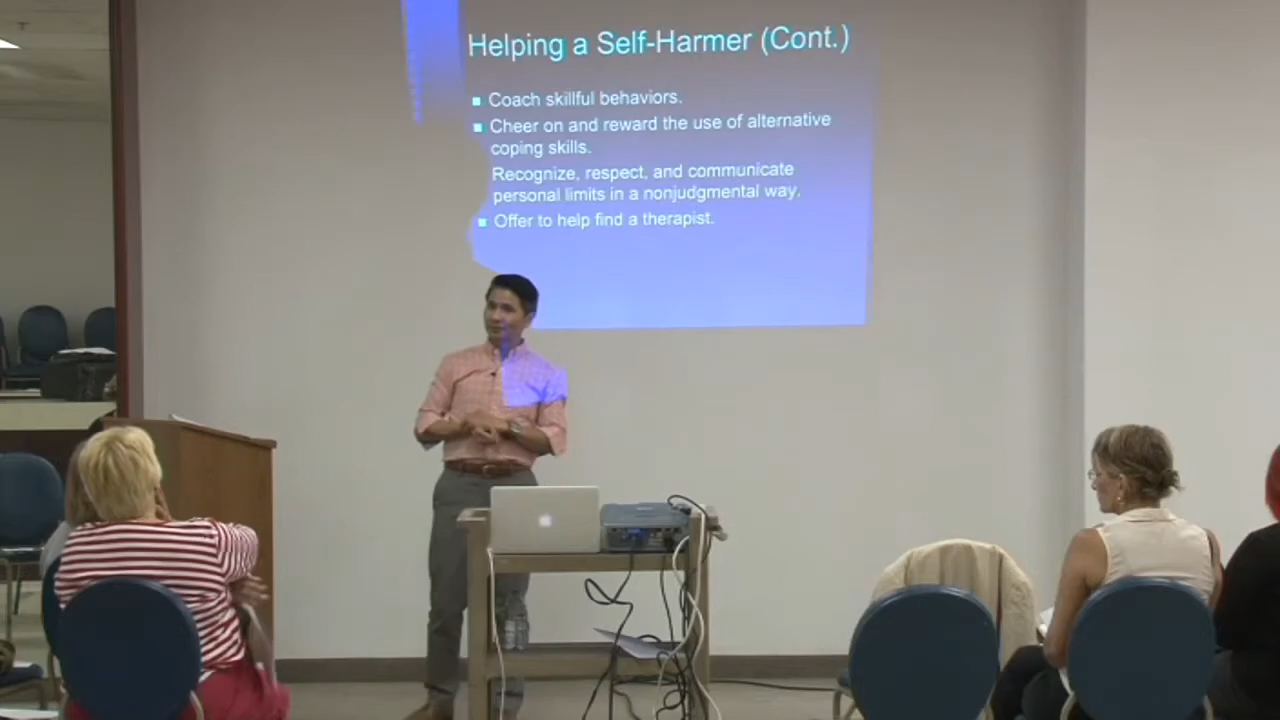 Helping a Self-Harmer (Cont.)
Coach skillful behaviors.
Cheer on and reward the use of alternative
coping skills.
Recognize, respect, and communicate
personal limits in a nonjudgmental way.
Offer to help find a therapist.